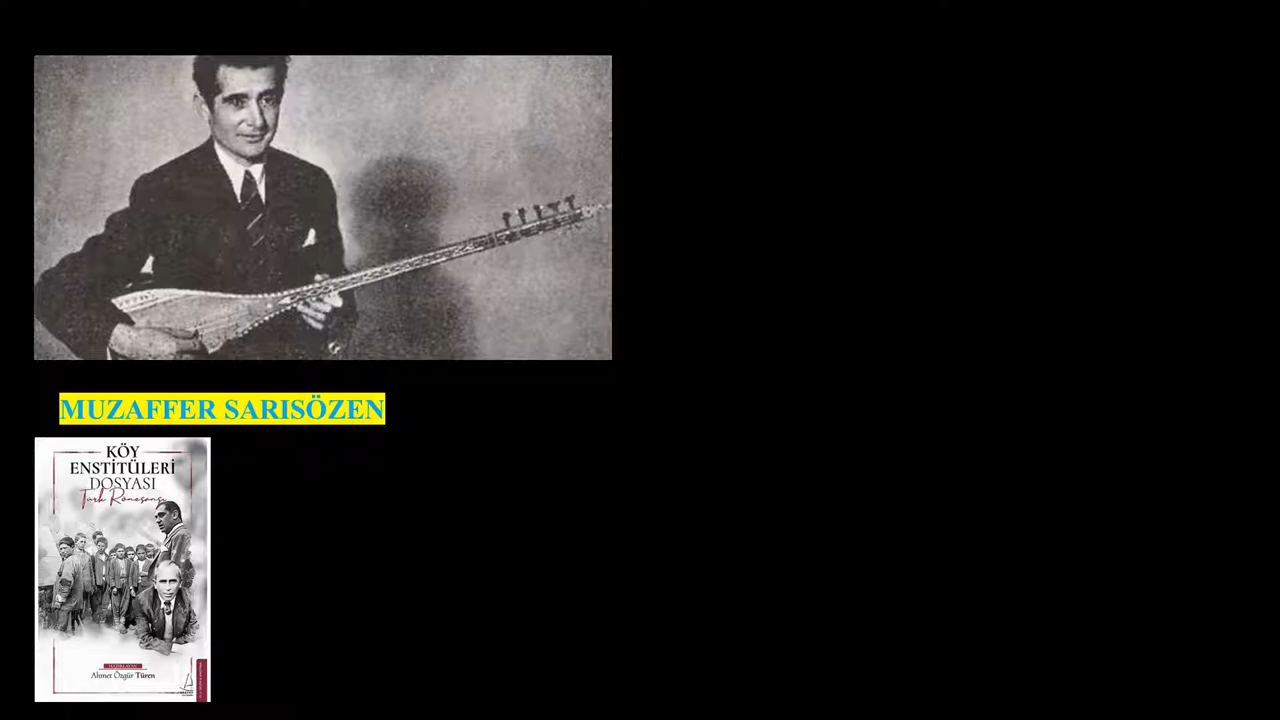 MUZAFFER SARISÖZEN
KÖY
ENSTİTÜLERİ
DOSYASI
Türk Rönesansı
Ahmet Özgür Türen